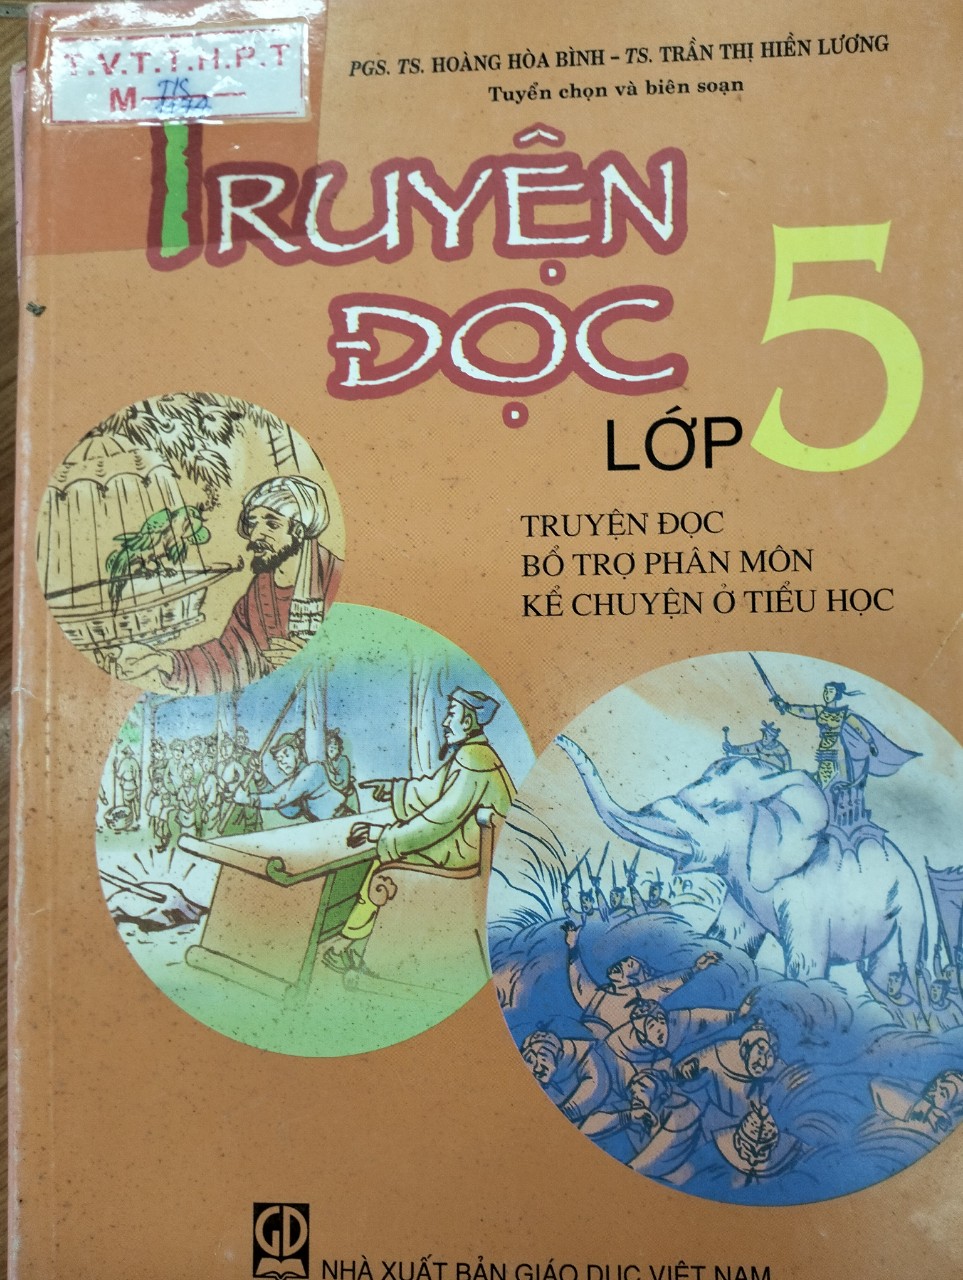 T.V.T.T.H.P.T
M
PGS. TS. HOÀNG HÒA BÌNH – TS. TRẦN THỊ HIỀN LƯƠNG
Tuyển chọn và biên soạn
TRUYỆN
ĐỌC
LỚP 5
TRUYỆN ĐỌC
BỔ TRỢ PHÂN MÔN
KỂ CHUYỆN Ở TIỂU HỌC
GD
NHÀ XUẤT BẢN GIÁO DỤC VIỆT NAM